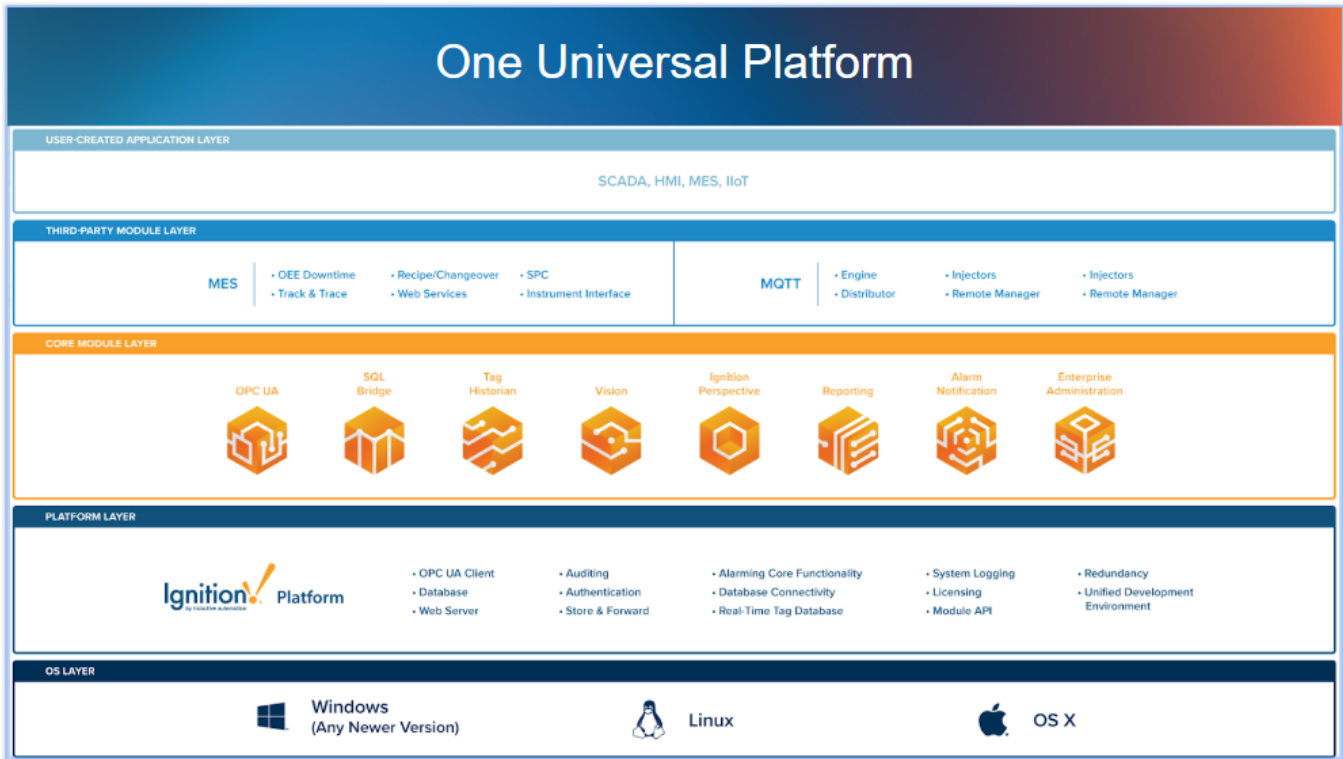 One Universal Platform
USER-CREATED APPLICATION LAYER
SCADA, HMI, MES, IIoT
THIRD-PARTY MODULE LAYER
MES
• OEE Downtime
• Track & Trace
• Recipe/Changeover
• Web Services
• SPC
• Instrument Interface
MQTT
• Engine
• Distributor
• Injectors
• Remote Manager
• Injectors
• Remote Manager
CORE MODULE LAYER
OPC UA
SQL
Bridge
Tag
Historian
Vision
Ignition
Perspective
Reporting
Alarm
Notification
Enterprise
Administration
PLATFORM LAYER
Ignition!
by inductive automation
Platform
• OPC UA Client
• Database
• Web Server
• Auditing
• Authentication
• Store & Forward
• Alarming Core Functionality
• Database Connectivity
• Real-Time Tag Database
• System Logging
• Licensing
• Module API
• Redundancy
• Unified Development
Environment
OS LAYER
Windows
(Any Newer Version)
Linux
OS X